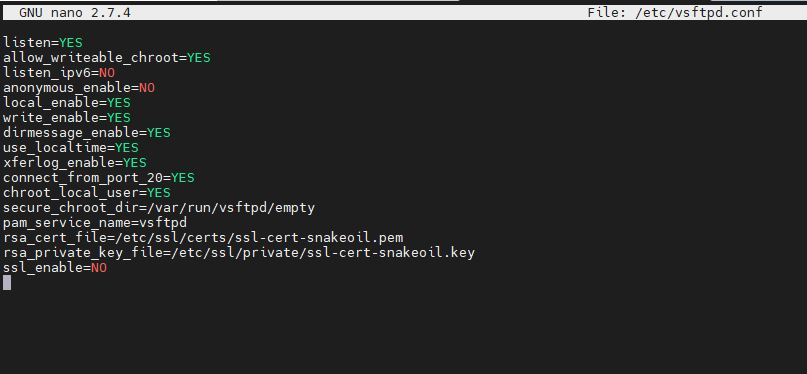 GNU nano 2.7.4 File: /etc/vsftpd.conf
listen=YES
allow_writeable_chroot=YES
listen_ipv6=NO
anonymous_enable=NO
local_enable=YES
write_enable=YES
dirmessage_enable=YES
use_localtime=YES
xferlog_enable=YES
connect_from_port_20=YES
chroot_local_user=YES
secure_chroot_dir=/var/run/vsftpd/empty
pam_service_name=vsftpd
rsa_cert_file=/etc/ssl/certs/ssl-cert-snakeoil.pem
rsa_private_key_file=/etc/ssl/private/ssl-cert-snakeoil.key
ssl_enable=NO